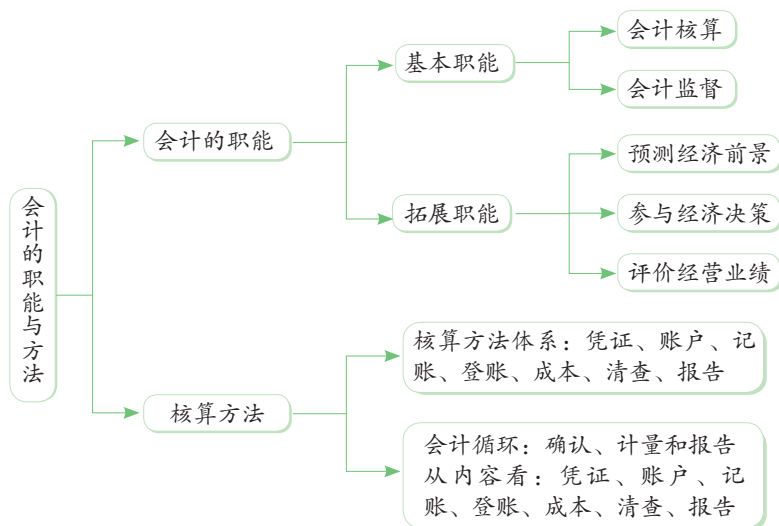 会计的职能与方法
会计的职能
基本职能
会计核算
会计监督
拓展职能
预测经济前景
参与经济决策
评价经营业绩
核算方法
核算方法体系：凭证、账户、记
账、登账、成本、清查、报告
会计循环：确认、计量和报告
从内容看：凭证、账户、记
账、登账、成本、清查、报告